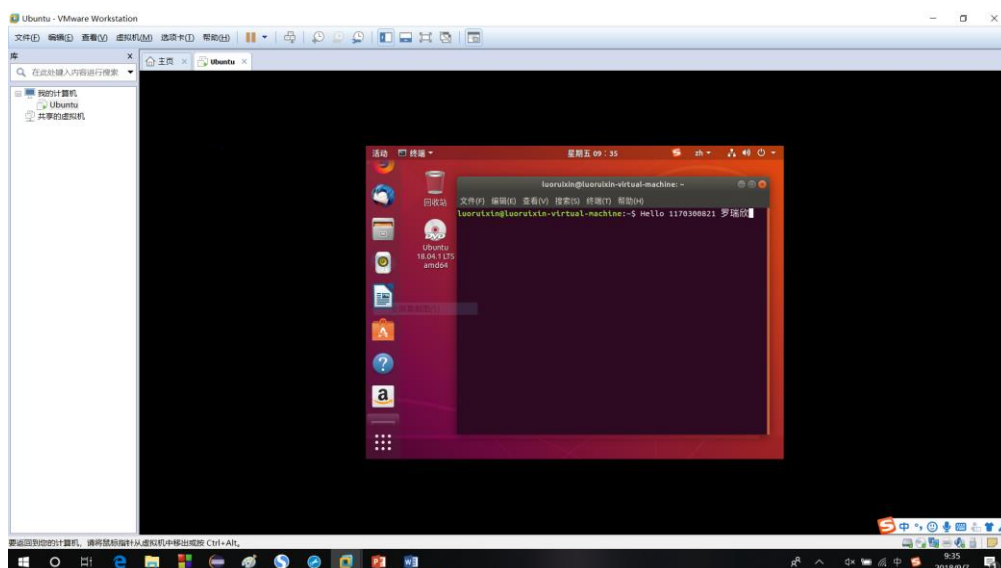 Ubuntu - VMware Workstation
文件(F) 编辑(E) 查看(V) 虚拟机(M) 选项卡(T) 帮助(H)
库
主页
Ubuntu
在此处键入内容进行搜索
我的计算机
Ubuntu
共享的虚拟机
活动 终端 星期五 09：35 zh
luoruixin@luoruixin-virtual-machine: ~
文件(F) 编辑(E) 查看(V) 搜索(S) 终端(T) 帮助(H)
luoruixin@luoruixin-virtual-machine:~$ Hello 1170300821 罗瑞欣
回收站
Ubuntu
18.04.1 LTS
amd64
中
要返回到您的计算机，请将鼠标指针从虚拟机中移出或按 Ctrl+Alt。
中
9:35
2018/9/7